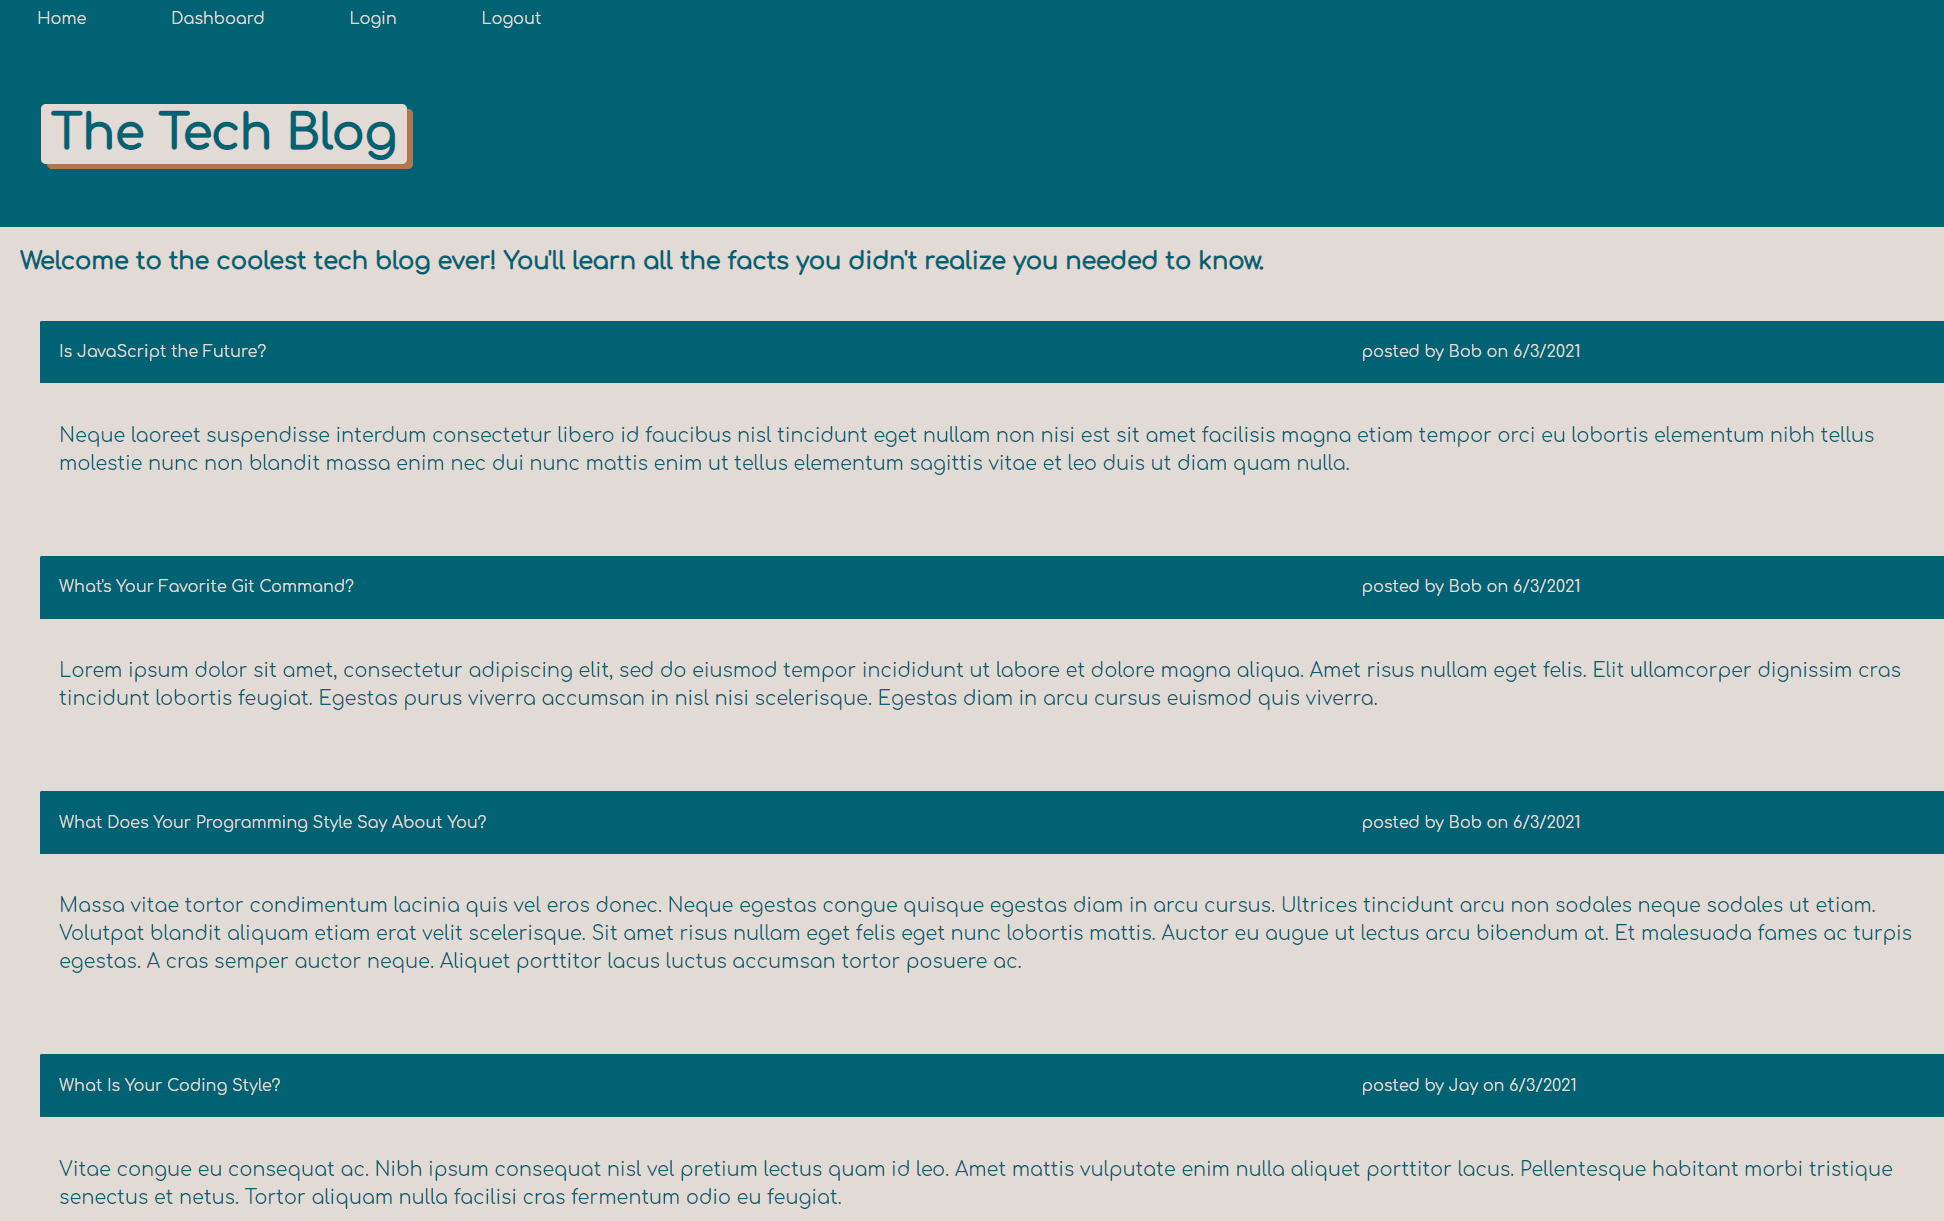 Home Dashboard Login Logout
The Tech Blog
Welcome to the coolest tech blog ever! You'll learn all the facts you didn't realize you needed to know.
Is JavaScript the Future? posted by Bob on 6/3/2021
Neque laoreet suspendisse interdum consectetur libero id faucibus nisl tincidunt eget nullam non nisi est sit amet facilisis magna etiam tempor orci eu lobortis elementum nibh tellus
molestie nunc non blandit massa enim nec dui nunc mattis enim ut tellus elementum sagittis vitae et leo duis ut diam quam nulla.
What's Your Favorite Git Command? posted by Bob on 6/3/2021
Lorem ipsum dolor sit amet, consectetur adipiscing elit, sed do eiusmod tempor incididunt ut labore et dolore magna aliqua. Amet risus nullam eget felis. Elit ullamcorper dignissim cras
tincidunt lobortis feugiat. Egestas purus viverra accumsan in nisl nisi scelerisque. Egestas diam in arcu cursus euismod quis viverra.
What Does Your Programming Style Say About You? posted by Bob on 6/3/2021
Massa vitae tortor condimentum lacinia quis vel eros donec. Neque egestas congue quisque egestas diam in arcu cursus. Ultrices tincidunt arcu non sodales neque sodales ut etiam.
Volutpat blandit aliquam etiam erat velit scelerisque. Sit amet risus nullam eget felis eget nunc lobortis mattis. Auctor eu augue ut lectus arcu bibendum at. Et malesuada fames ac turpis
egestas. A cras semper auctor neque. Aliquet porttitor lacus luctus accumsan tortor posuere ac.
What Is Your Coding Style? posted by Jay on 6/3/2021
Vitae congue eu consequat ac. Nibh ipsum consequat nisl vel pretium lectus quam id leo. Amet mattis vulputate enim nulla aliquet porttitor lacus. Pellentesque habitant morbi tristique
senectus et netus. Tortor aliquam nulla facilisi cras fermentum odio eu feugiat.